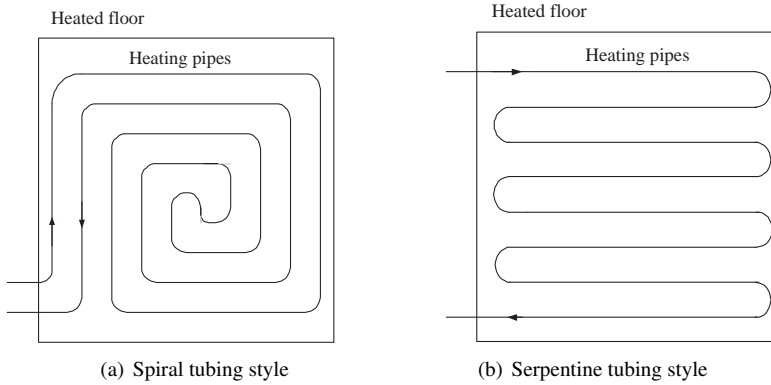 Heated floor
Heating pipes
(a) Spiral tubing style
Heated floor
Heating pipes
(b) Serpentine tubing style